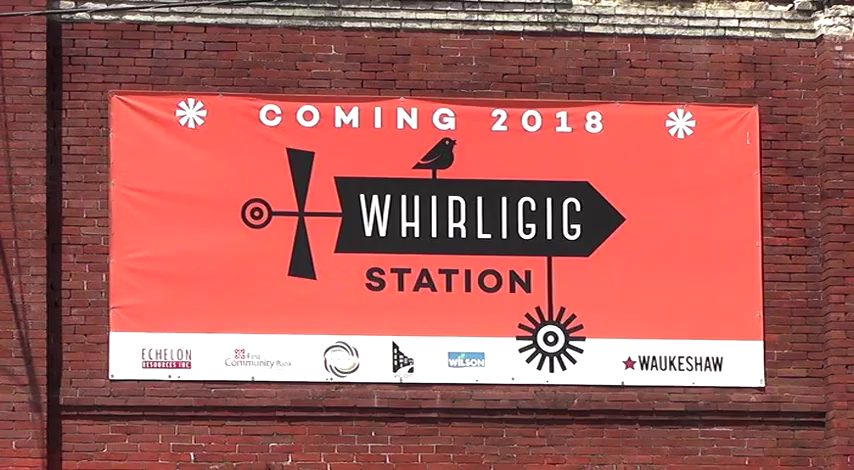 COMING 2018
WHIRLIGIG
STATION
ECHELON
RESOURCES INC
First
Community Bank
WILSON
WAUKESHAW